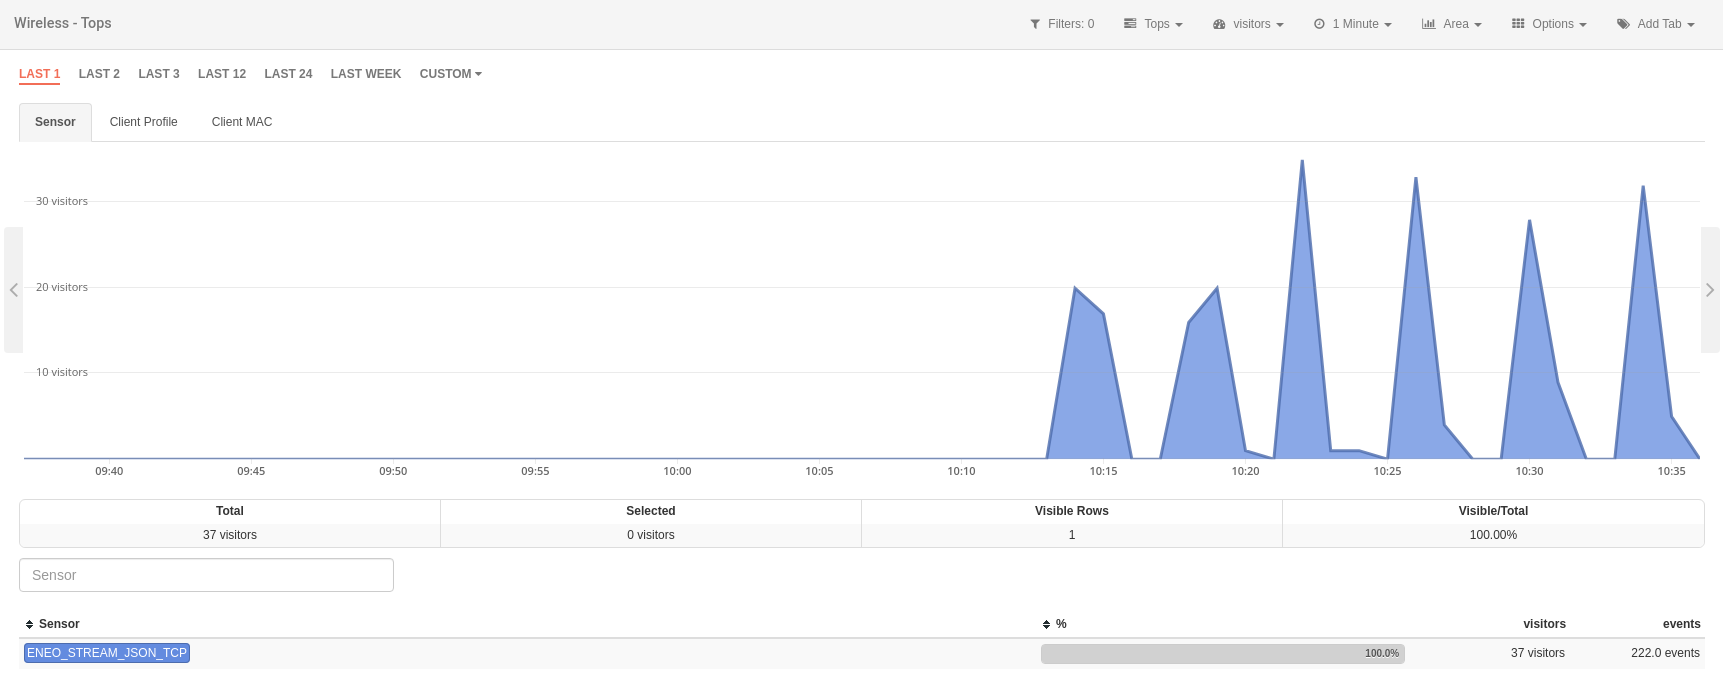 Wireless - Tops
Filters: 0
Tops
visitors
1 Minute
Area
Options
Add Tab
LAST 1
LAST 2
LAST 3
LAST 12
LAST 24
LAST WEEK
CUSTOM
Sensor
Client Profile
Client MAC
30 visitors
20 visitors
10 visitors
09:40 09:45 09:50 09:55 10:00 10:05 10:10 10:15 10:20 10:25 10:30 10:35
Total Selected Visible Rows Visible/Total
37 visitors 0 visitors 1 100.00%
Sensor
Sensor % visitors events
ENEO_STREAM_JSON_TCP 100.0% 37 visitors 222.0 events